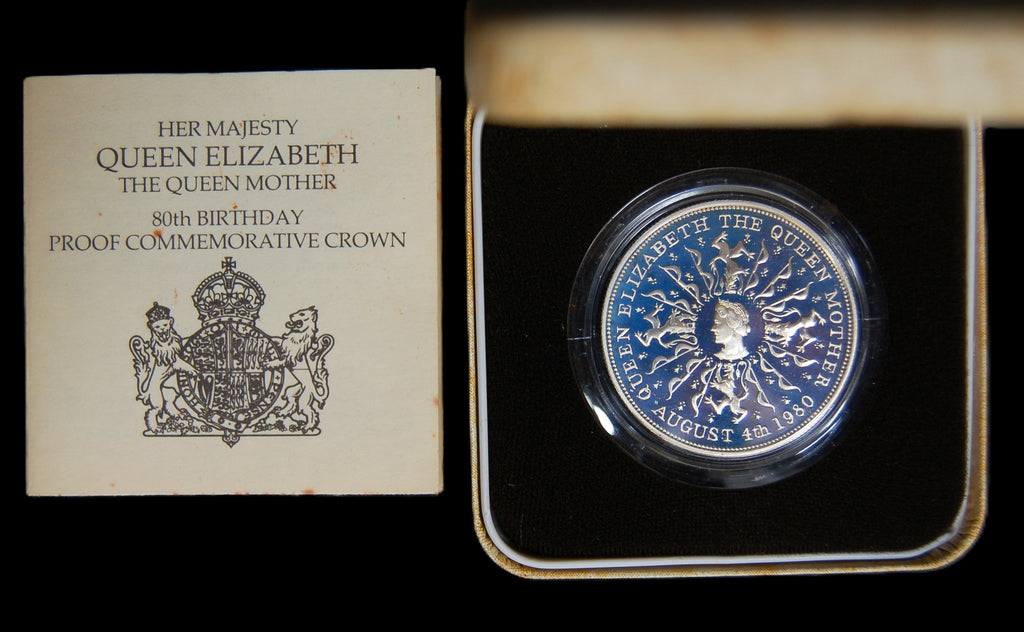 HER MAJESTY
QUEEN ELIZABETH
THE QUEEN MOTHER
80th BIRTHDAY
PROOF COMMEMORATIVE CROWN
QUEEN ELIZABETH THE QUEEN MOTHER
AUGUST 4th 1980